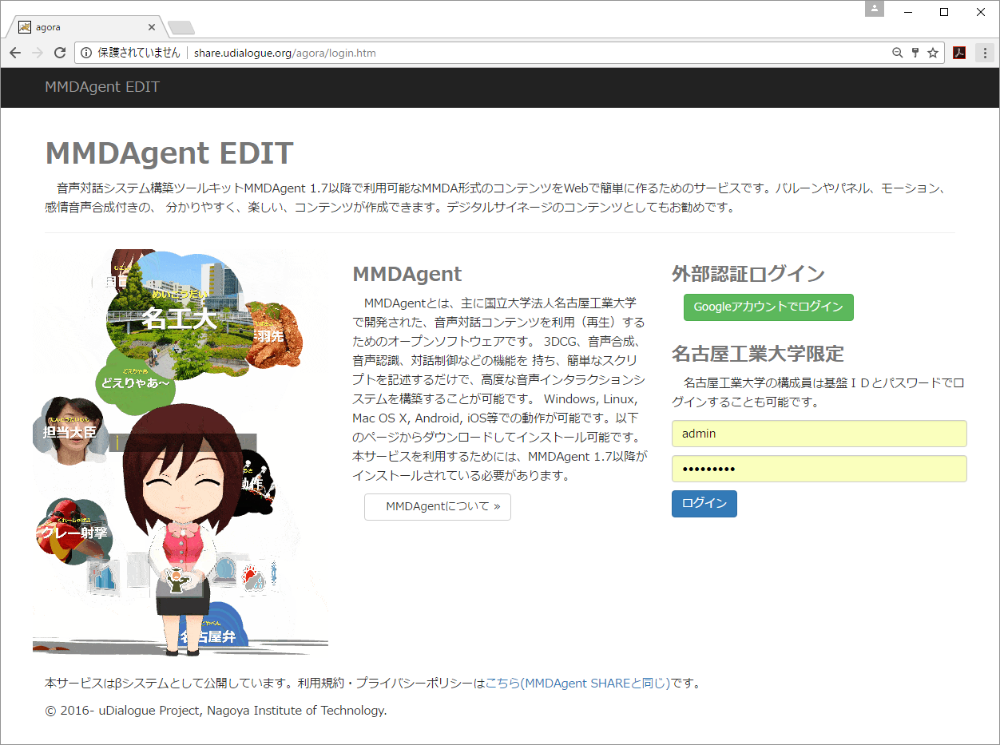 agora
保護されていません
share.udialogue.org/agora/login.htm
MMDAgent EDIT
MMDAgent EDIT
音声対話システム構築ツールキットMMDAgent 1.7以降で利用可能なMMDA形式のコンテンツをWebで簡単に作るためのサービスです。バルーンやパネル、モーション、
感情音声合成付きの、 分かりやすく、楽しい、コンテンツが作成できます。デジタルサイネージのコンテンツとしてもお勧めです。
めいこうだい
名工大
羽先
どえりゃあ
どえりゃあ〜
たんとうだいじん
担当大臣
動作
くれーしゃげき
クレー射撃
名古屋弁
MMDAgent
MMDAgentとは、主に国立大学法人名古屋工業大学
で開発された、音声対話コンテンツを利用（再生）する
ためのオープンソフトウェアです。 3DCG、音声合成、
音声認識、対話制御などの機能を 持ち、簡単なスクリ
プトを記述するだけで、高度な音声インタラクションシ
ステムを構築することが可能です。 Windows, Linux,
Mac OS X, Android, iOS等での動作が可能です。以下
のページからダウンロードしてインストール可能です。
本サービスを利用するためには、MMDAgent 1.7以降が
インストールされている必要があります。
MMDAgentについて »
外部認証ログイン
Googleアカウントでログイン
名古屋工業大学限定
名古屋工業大学の構成員は基盤ＩＤとパスワードでロ
グインすることも可能です。
admin
•••••••••
ログイン
本サービスはβシステムとして公開しています。利用規約・プライバシーポリシーはこちら(MMDAgent SHAREと同じ)です。
© 2016- uDialogue Project, Nagoya Institute of Technology.